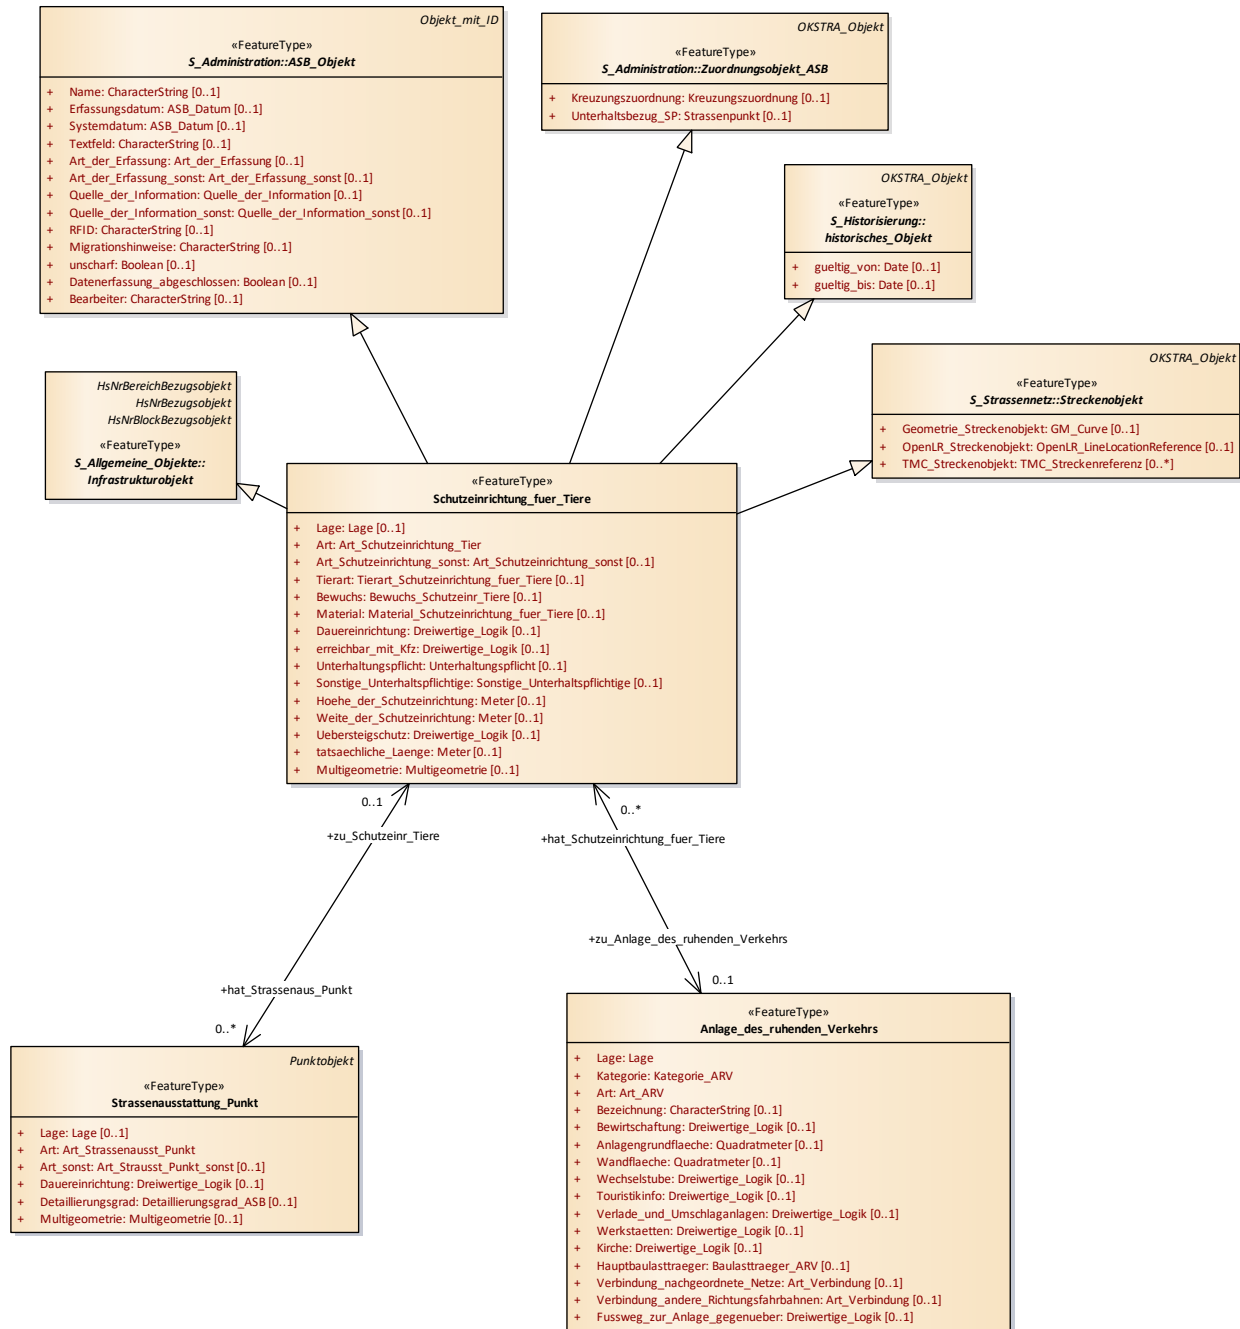 Objekt_mit_ID
«FeatureType»
S_Administration::ASB_Objekt
+ Name: CharacterString [0..1]
+ Erfassungsdatum: ASB_Datum [0..1]
+ Systemdatum: ASB_Datum [0..1]
+ Textfeld: CharacterString [0..1]
+ Art_der_Erfassung: Art_der_Erfassung [0..1]
+ Art_der_Erfassung_sonst: Art_der_Erfassung_sonst [0..1]
+ Quelle_der_Information: Quelle_der_Information [0..1]
+ Quelle_der_Information_sonst: Quelle_der_Information_sonst [0..1]
+ RFID: CharacterString [0..1]
+ Migrationshinweise: CharacterString [0..1]
+ unscharf: Boolean [0..1]
+ Datenerfassung_abgeschlossen: Boolean [0..1]
+ Bearbeiter: CharacterString [0..1]
OKSTRA_Objekt
«FeatureType»
S_Administration::Zuordnungsobjekt_ASB
+ Kreuzungszuordnung: Kreuzungszuordnung [0..1]
+ Unterhaltsbezug_SP: Strassenpunkt [0..1]
OKSTRA_Objekt
«FeatureType»
S_Historisierung::
historisches_Objekt
+ gueltig_von: Date [0..1]
+ gueltig_bis: Date [0..1]
OKSTRA_Objekt
«FeatureType»
S_Strassennetz::Streckenobjekt
+ Geometrie_Streckenobjekt: GM_Curve [0..1]
+ OpenLR_Streckenobjekt: OpenLR_LineLocationReference [0..1]
+ TMC_Streckenobjekt: TMC_Streckenreferenz [0..*]
HsNrBereichBezugsobjekt
HsNrBezugsobjekt
HsNrBlockBezugsobjekt
«FeatureType»
S_Allgemeine_Objekte::
Infrastrukturobjekt
«FeatureType»
Schutzeinrichtung_fuer_Tiere
+ Lage: Lage [0..1]
+ Art: Art_Schutzeinrichtung_Tier
+ Art_Schutzeinrichtung_sonst: Art_Schutzeinrichtung_sonst [0..1]
+ Tierart: Tierart_Schutzeinrichtung_fuer_Tiere [0..1]
+ Bewuchs: Bewuchs_Schutzeinr_Tiere [0..1]
+ Material: Material_Schutzeinrichtung_fuer_Tiere [0..1]
+ Dauereinrichtung: Dreiwertige_Logik [0..1]
+ erreichbar_mit_Kfz: Dreiwertige_Logik [0..1]
+ Unterhaltungspflicht: Unterhaltungspflicht [0..1]
+ Sonstige_Unterhaltspflichtige: Sonstige_Unterhaltspflichtige [0..1]
+ Hoehe_der_Schutzeinrichtung: Meter [0..1]
+ Weite_der_Schutzeinrichtung: Meter [0..1]
+ Uebersteigschutz: Dreiwertige_Logik [0..1]
+ tatsaechliche_Laenge: Meter [0..1]
+ Multigeometrie: Multigeometrie [0..1]
0..1
+zu_Schutzeinr_Tiere
0..*
+hat_Schutzeinrichtung_fuer_Tiere
+zu_Anlage_des_ruhenden_Verkehrs
0..1
+hat_Strassenaus_Punkt
0..*
Punktobjekt
«FeatureType»
Strassenausstattung_Punkt
+ Lage: Lage [0..1]
+ Art: Art_Strassenausst_Punkt
+ Art_sonst: Art_Strausst_Punkt_sonst [0..1]
+ Dauereinrichtung: Dreiwertige_Logik [0..1]
+ Detaillierungsgrad: Detaillierungsgrad_ASB [0..1]
+ Multigeometrie: Multigeometrie [0..1]
«FeatureType»
Anlage_des_ruhenden_Verkehrs
+ Lage: Lage
+ Kategorie: Kategorie_ARV
+ Art: Art_ARV
+ Bezeichnung: CharacterString [0..1]
+ Bewirtschaftung: Dreiwertige_Logik [0..1]
+ Anlagengrundflaeche: Quadratmeter [0..1]
+ Wandflaeche: Quadratmeter [0..1]
+ Wechselstube: Dreiwertige_Logik [0..1]
+ Touristikinfo: Dreiwertige_Logik [0..1]
+ Verlade_und_Umschlaganlagen: Dreiwertige_Logik [0..1]
+ Werkstaetten: Dreiwertige_Logik [0..1]
+ Kirche: Dreiwertige_Logik [0..1]
+ Hauptbaulasttraeger: Baulasttraeger_ARV [0..1]
+ Verbindung_nachgeordnete_Netze: Art_Verbindung [0..1]
+ Verbindung_andere_Richtungsfahrbahnen: Art_Verbindung [0..1]
+ Fussweg_zur_Anlage_gegenueber: Dreiwertige_Logik [0..1]